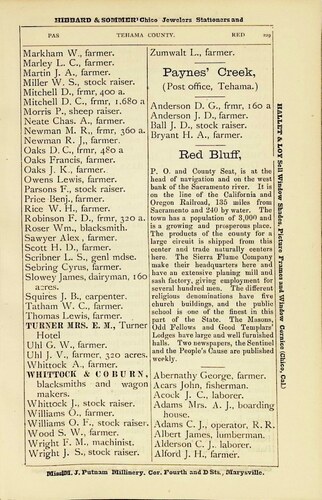 HIBBARD & SOMMER' Chico Jewelers Stationers and
PAS TEHAMA COUNTY. RED 203
Markham W., farmer.
Marley L. C., farmer.
Martin J. A., farmer.
Miller W. S., stock raiser.
Mitchell D., frmr, 400 a.
Mitchell D. C., frmr, 1,680 a
Morris P., sheep raiser.
Neate Chas. A., farmer.
Newman M. R., frmr, 360 a.
Newman R. J., farmer.
Oaks D. C., frmr, 480 a
Oaks Francis, farmer.
Oaks J. K., farmer.
Owens Lewis, farmer.
Parsons F., stock raiser.
Price Benj., farmer.
Rice W. H., farmer.
Robinson F. D., frmr, 320 a.
Roser Wm., blacksmith.
Sawyer Alex , farmer.
Scott H. D., farmer.
Scribner L. S., genl mdse.
Sebring Cyrus, farmer.
Slowey James, dairyman, 160
acres.
Squires J. B., carpenter.
Tatham W. C., farmer.
Thomas Lewis, farmer.
TURNER MRS. E. M., Turner
Hotel
Uhl G. W., farmer.
Uhl J. V., farmer, 320 acres.
Whittock A., farmer.
WHITTOCK & COBURN,
blacksmiths and wagon
makers.
Whittock J., stock raiser.
Williams O., farmer.
Williams O. F., stock raiser.
Wood S. W., farmer.
Wright F. M., machinist.
Wright J. S., stock raiser.
Zumwalt L., farmer.
Paynes' Creek,
(Post office, Tehama.)
Anderson D. G., frmr, 160 a
Anderson J. D., farmer.
Ball J. D., stock raiser.
Bryant H. A., farmer.
Red Bluff,
P. O. and County Seat, is at the
head of navigation and on the west
bank of the Sacramento river. It is
on the line of the California and
Oregon Railroad, 135 miles from
Sacramento and 240 by water. The
town has a population of 3,000 and
is a growing and prosperous place.
The products of the county for a
large circuit is shipped from this
center and trade naturally centers
here. The Sierra Flume Company
make their headquarters here and
have an extensive planing mill and
sash factory, giving employment for
several hundred men. The different
religious denominations have five
church buildings, and the public
school is one of the finest in this
part of the State. The Masons,
Odd Fellows and Good Templars'
Lodges have large and well furnished
halls. Two newspapers, the Sentinel
and the People's Cause are published
weekly.
Abernathy George, farmer.
Acars John, fisherman.
Acock J. C., laborer.
Adams Mrs. A. J., boarding
house.
Adams C. J., operator, R. R.
Albert James, lumberman.
Alderson C. J., laborer.
Alford J. H., farmer.
HALLET & LOY Sell Window Shades, Picture Frames and Window Cornice (Chico, Cal.)
Miss M. J. Putnam Millinery. Cor. Fourth and D Sts., Marysville.